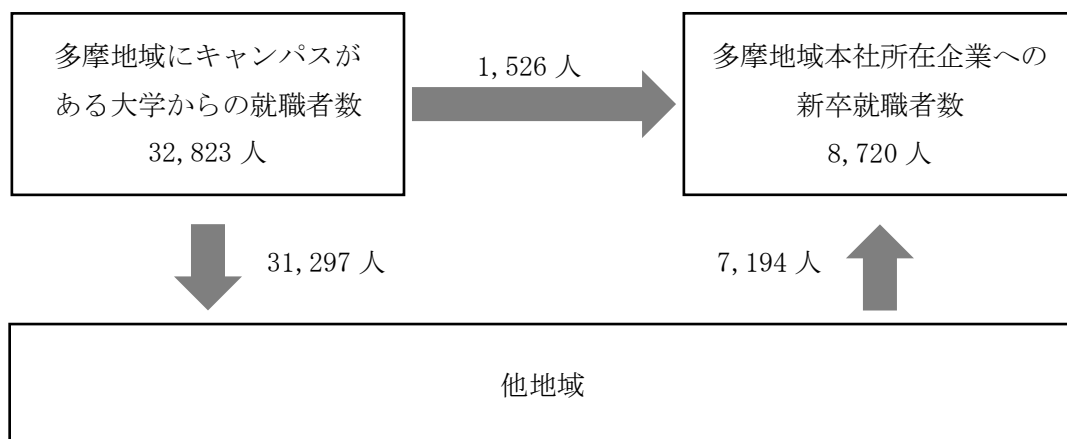 多摩地域にキャンパスが
ある大学からの就職者数
32,823 人
1,526 人
多摩地域本社所在企業への
新卒就職者数
8,720 人
31,297 人
7,194 人
他地域